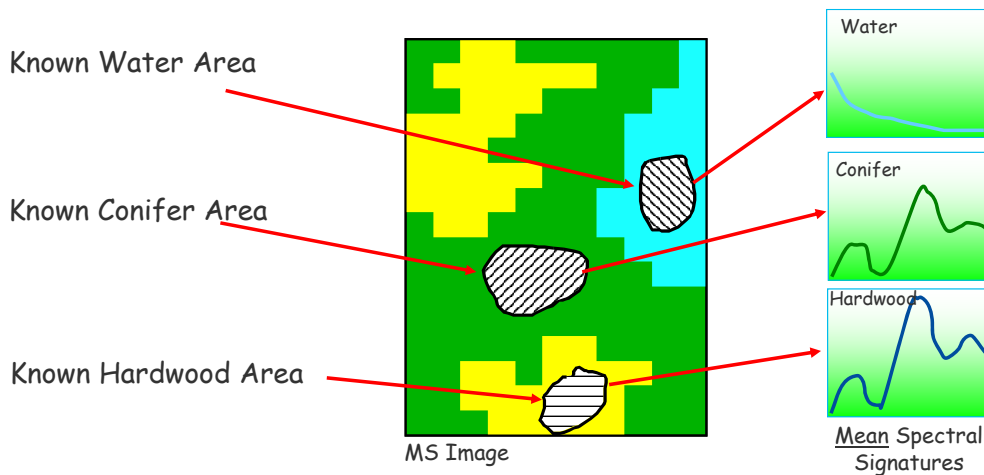 Known Water Area
Known Conifer Area
Known Hardwood Area
MS Image
Water
Conifer
Hardwood
Mean Spectral
Signatures